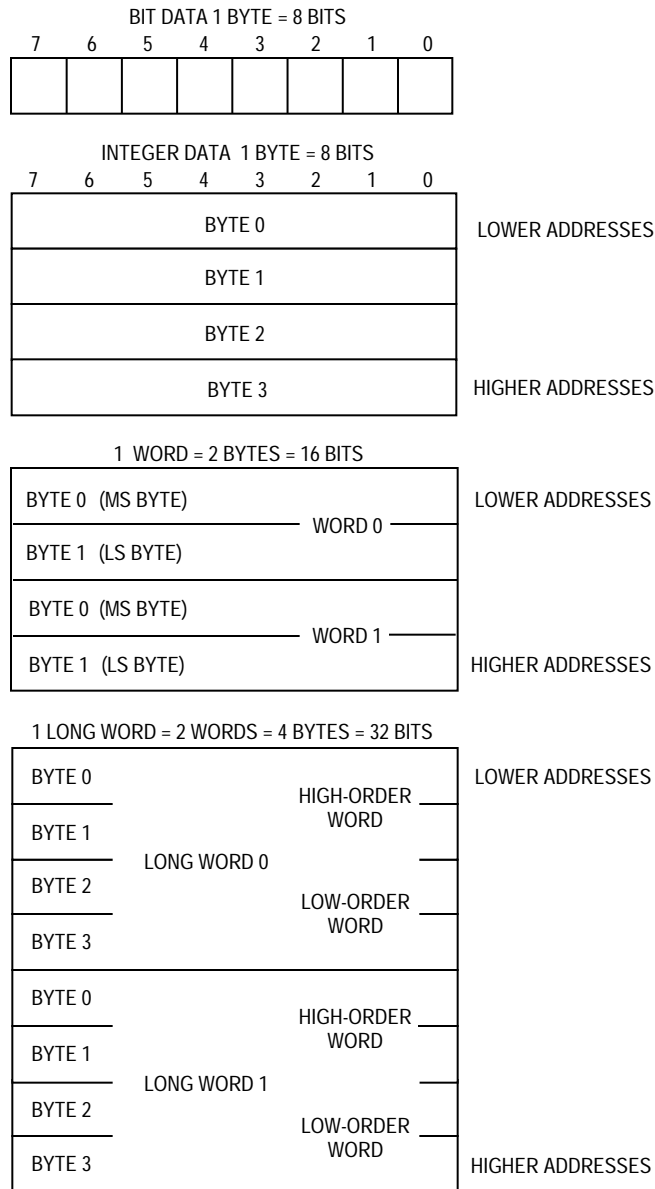 BIT DATA 1 BYTE = 8 BITS
7 6 5 4 3 2 1 0
INTEGER DATA 1 BYTE = 8 BITS
7 6 5 4 3 2 1 0
BYTE 0
LOWER ADDRESSES
BYTE 1
BYTE 2
BYTE 3
HIGHER ADDRESSES
1 WORD = 2 BYTES = 16 BITS
BYTE 0 (MS BYTE)
LOWER ADDRESSES
WORD 0
BYTE 1 (LS BYTE)
BYTE 0 (MS BYTE)
WORD 1
BYTE 1 (LS BYTE)
HIGHER ADDRESSES
1 LONG WORD = 2 WORDS = 4 BYTES = 32 BITS
BYTE 0
LOWER ADDRESSES
HIGH-ORDER
WORD
BYTE 1
LONG WORD 0
BYTE 2
LOW-ORDER
WORD
BYTE 3
BYTE 0
HIGH-ORDER
WORD
BYTE 1
LONG WORD 1
BYTE 2
LOW-ORDER
WORD
BYTE 3
HIGHER ADDRESSES